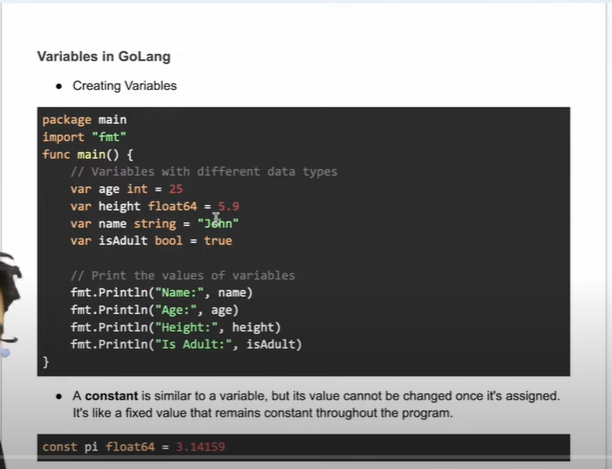 Variables in GoLang
● Creating Variables
package main
import "fmt"
func main() {
    // Variables with different data types
    var age int = 25
    var height float64 = 5.9
    var name string = "John"
    var isAdult bool = true
    // Print the values of variables
    fmt.Println("Name:", name)
    fmt.Println("Age:", age)
    fmt.Println("Height:", height)
    fmt.Println("Is Adult:", isAdult)
}
● A constant is similar to a variable, but its value cannot be changed once it's assigned.
It's like a fixed value that remains constant throughout the program.
const pi float64 = 3.14159